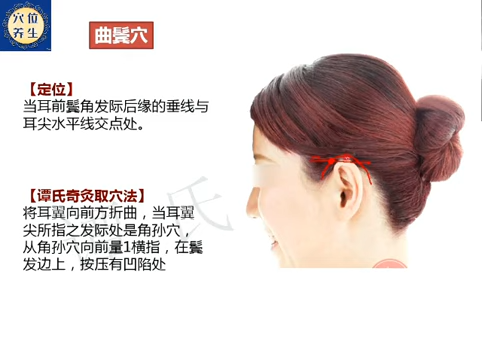 穴位
养生
曲鬓穴
【定位】
当耳前鬓角发际后缘的垂线与
耳尖水平线交点处。
【谭氏奇灸取穴法】
将耳翼向前方折曲，当耳翼
尖所指之发际处是角孙穴，
从角孙穴向前量1横指，在鬓
发边上，按压有凹陷处
氏